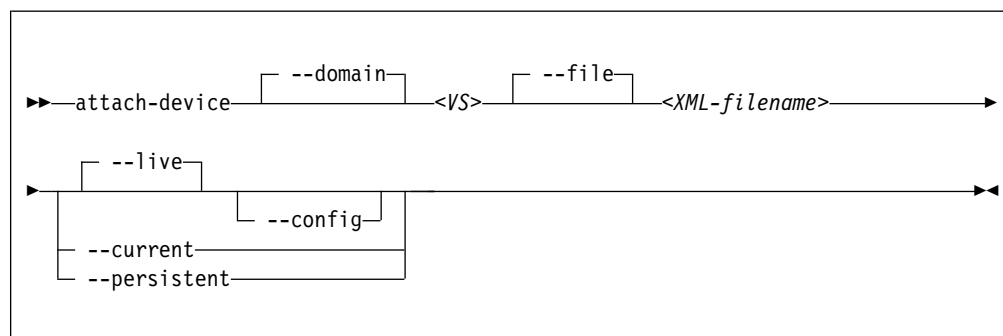 --domain --file
attach-device <VS> <XML-filename>
--live
--config
--current
--persistent